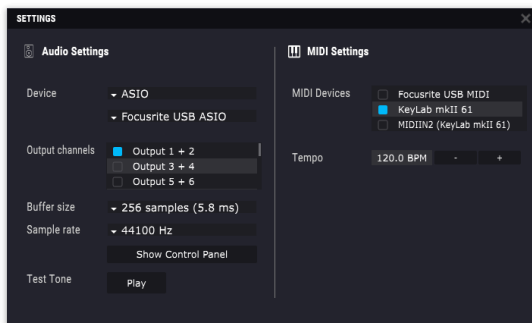 SETTINGS
Audio Settings
Device
ASIO
Focusrite USB ASIO
Output channels
Output 1 + 2
Output 3 + 4
Output 5 + 6
Buffer size
256 samples (5.8 ms)
Sample rate
44100 Hz
Show Control Panel
Test Tone
Play
MIDI Settings
MIDI Devices
Focusrite USB MIDI
KeyLab mkII 61
MIDIIN2 (KeyLab mkII 61)
Tempo
120.0 BPM - +